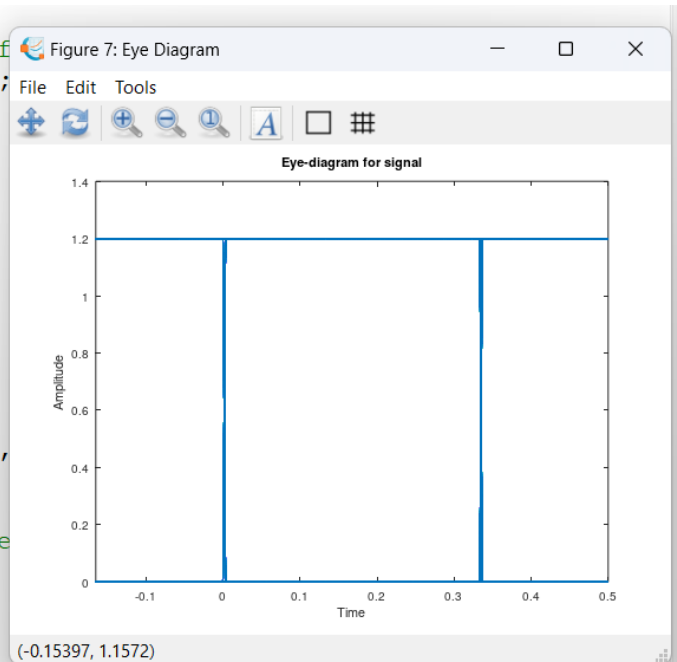 Figure 7: Eye Diagram
File Edit Tools
A
Eye-diagram for signal
1.4
1.2
1
0.8
0.6
0.4
0.2
0
Amplitude
-0.1 0 0.1 0.2 0.3 0.4 0.5
Time
(-0.15397, 1.1572)